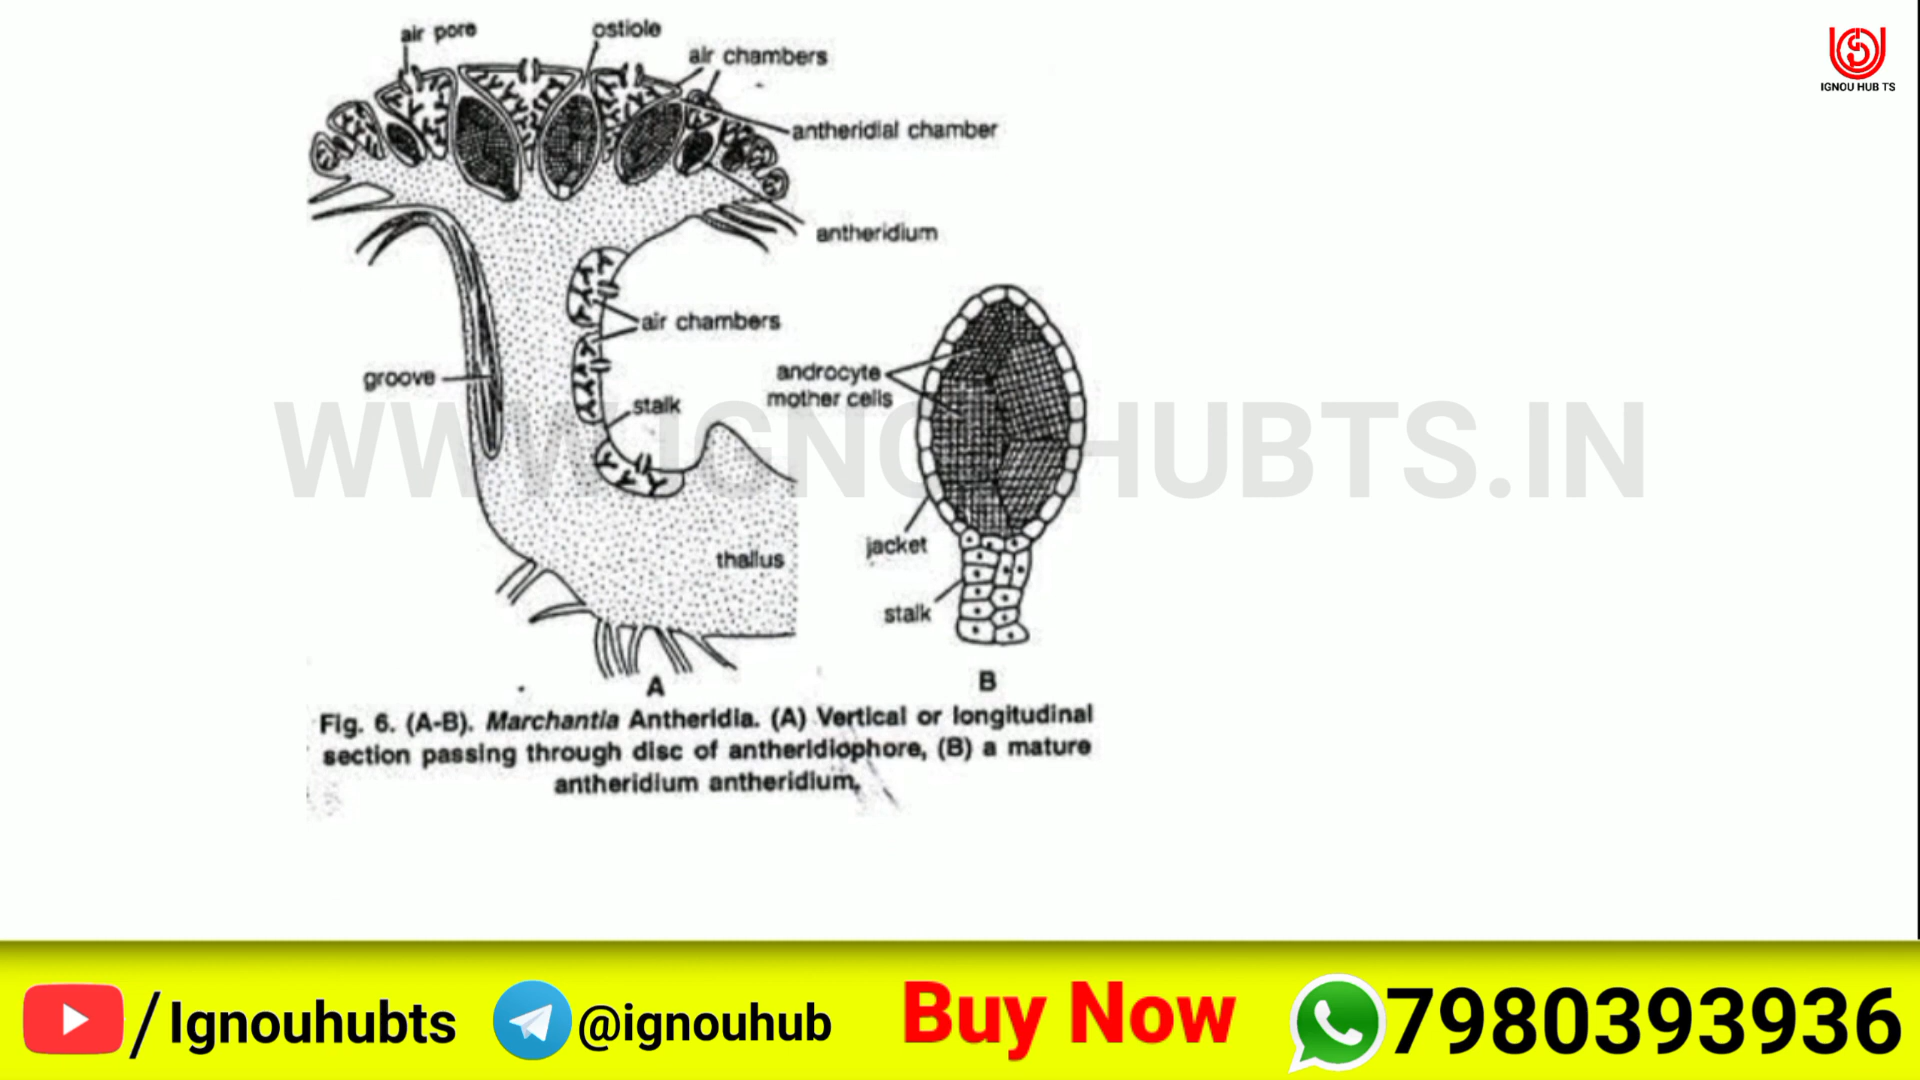 air pore
ostiole
air chambers
IGNOU HUB TS
antheridial chamber
antheridium
air chambers
groove
androcyte
mother cells
stalk
WWW.IGNOUHUBTS.IN
jacket
thallus
stalk
A
B
Fig. 6. (A-B). Marchantia Antheridia. (A) Vertical or longitudinal
section passing through disc of antheridiophore, (B) a mature
antheridium antheridium,
/Ignouhubts
@ignouhub
Buy Now
7980393936